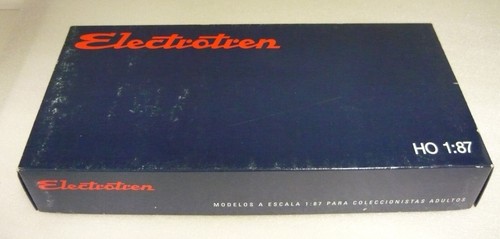 Electrotren
HO 1:87
Electrotren
MODELOS A ESCALA 1:87 PARA COLECCIONISTAS ADULTOS